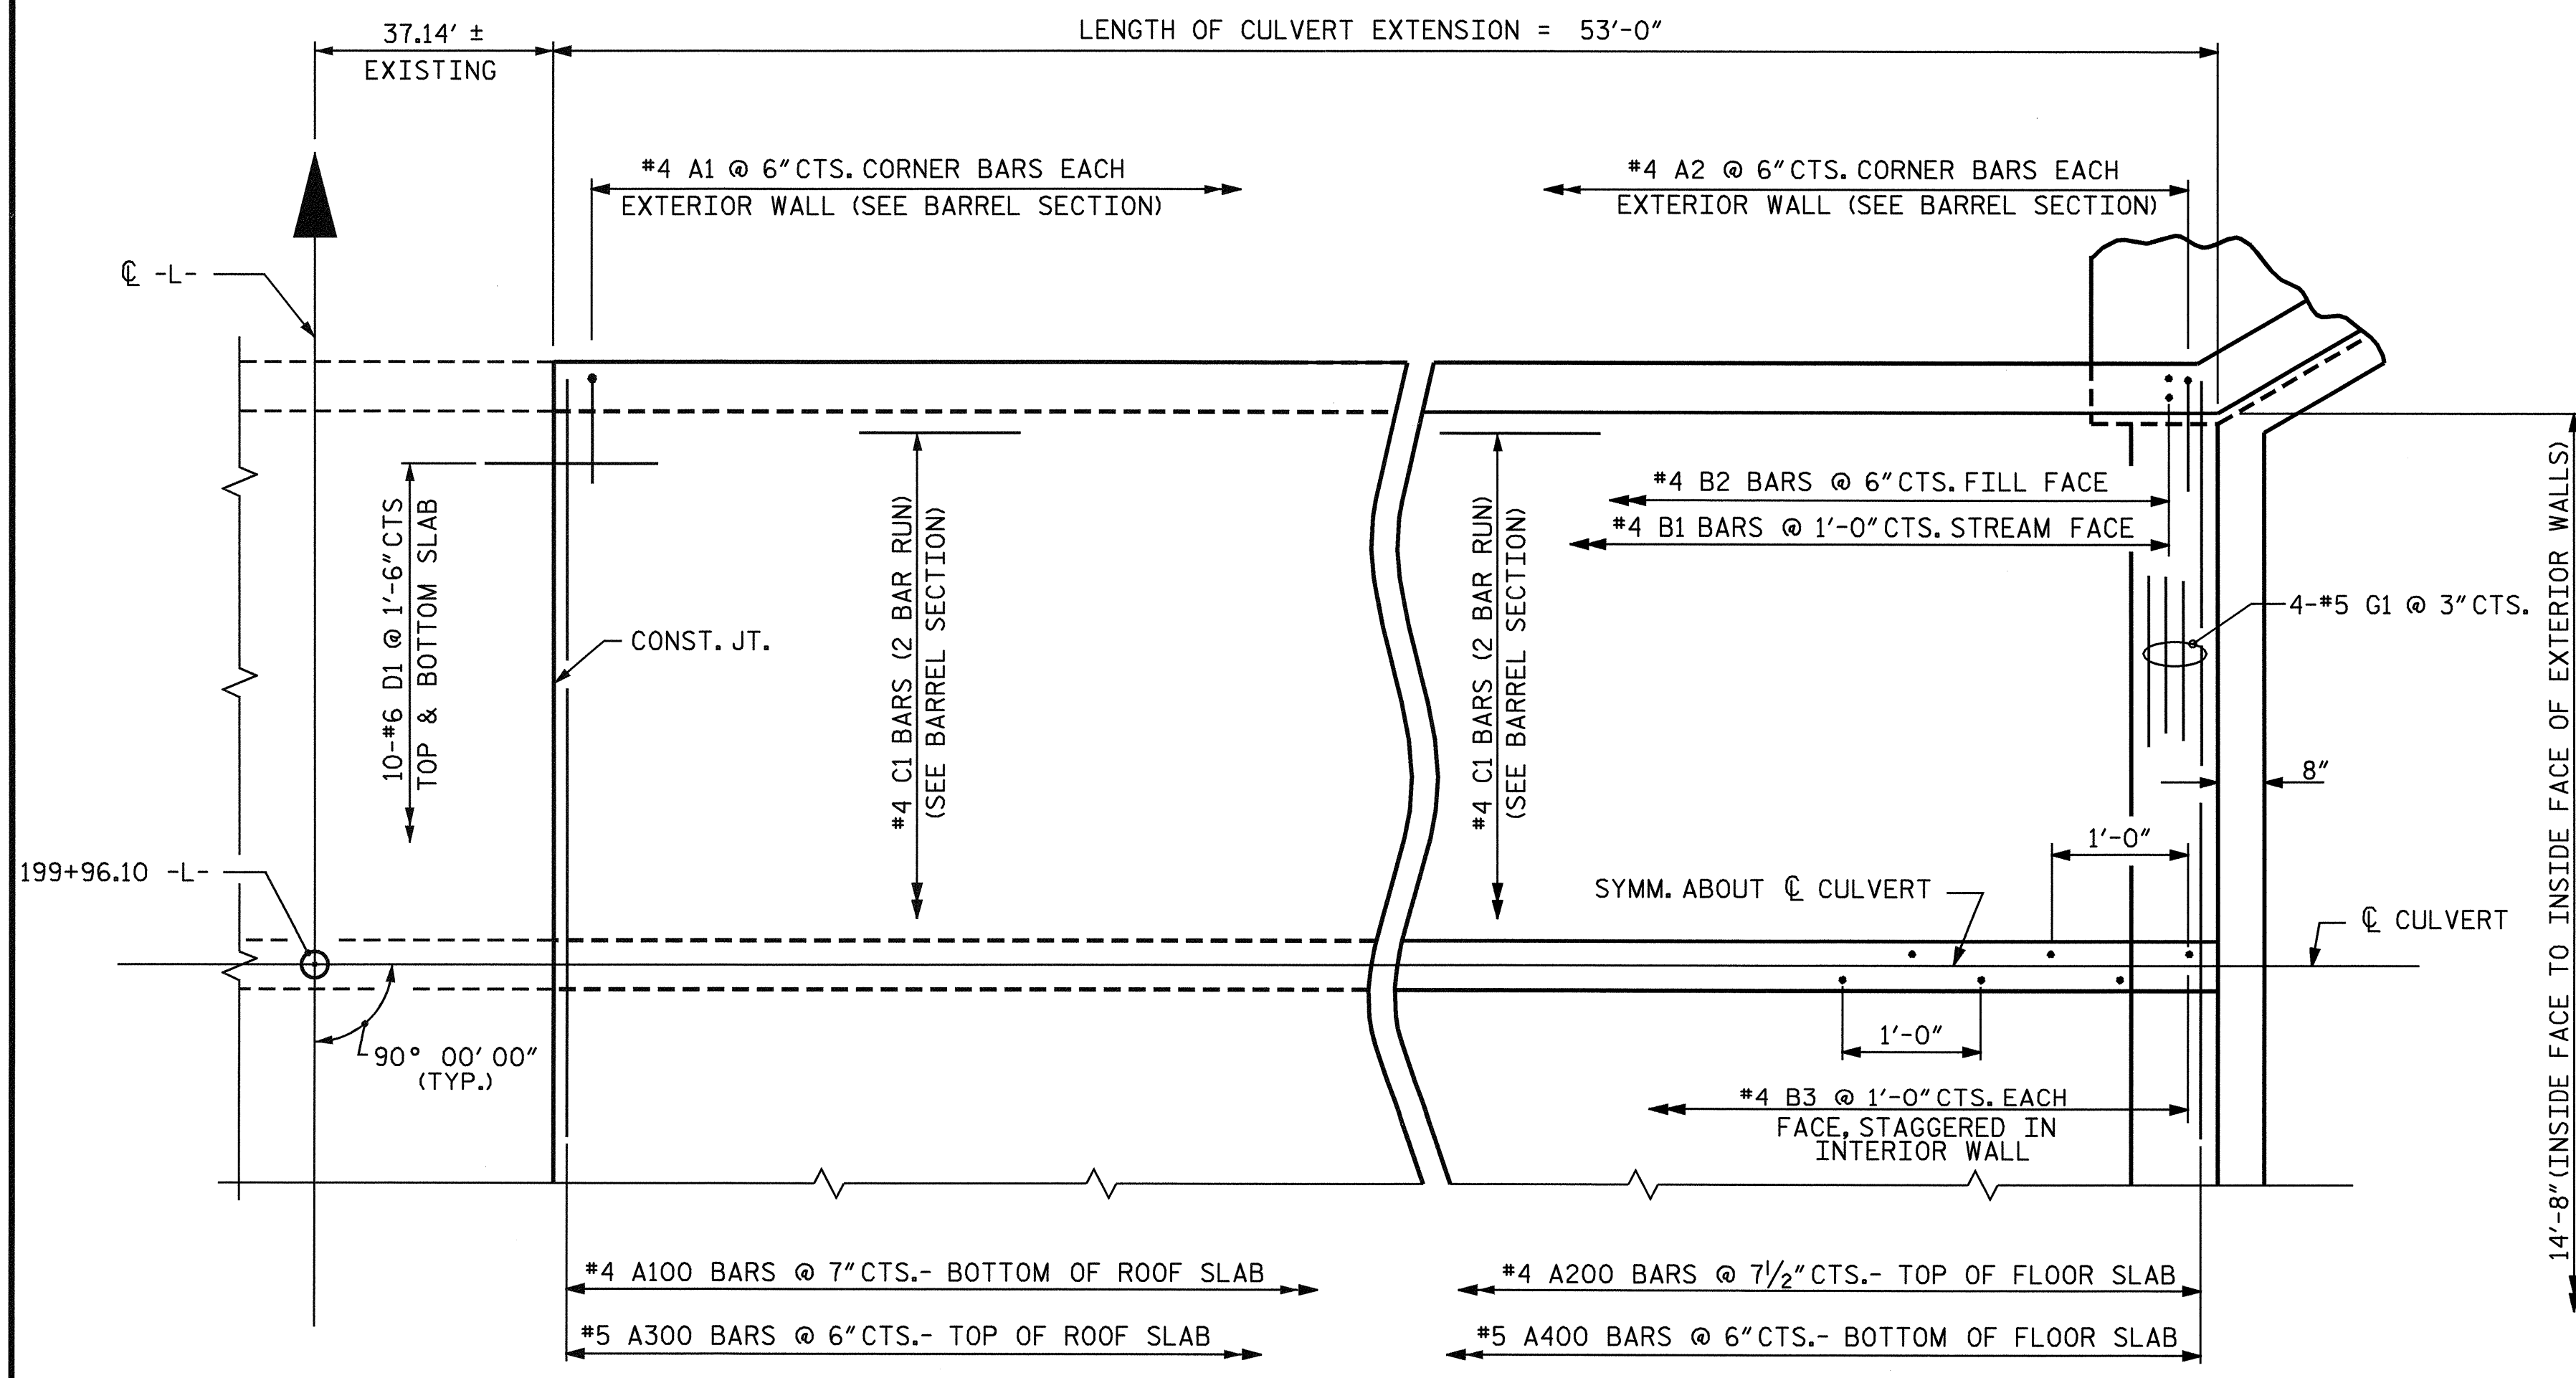 37.14' ±
EXISTING
LENGTH OF CULVERT EXTENSION = 53'-0"
#4 A1 @ 6" CTS. CORNER BARS EACH
EXTERIOR WALL (SEE BARREL SECTION)
#4 A2 @ 6" CTS. CORNER BARS EACH
EXTERIOR WALL (SEE BARREL SECTION)
℄ -L-
10-#6 D1 @ 1'-6" CTS
TOP & BOTTOM SLAB
CONST. JT.
#4 C1 BARS (2 BAR RUN)
(SEE BARREL SECTION)
#4 C1 BARS (2 BAR RUN)
(SEE BARREL SECTION)
#4 B2 BARS @ 6" CTS. FILL FACE
#4 B1 BARS @ 1'-0" CTS. STREAM FACE
4-#5 G1 @ 3" CTS.
8"
1'-0"
14'-8" (INSIDE FACE TO INSIDE FACE OF EXTERIOR WALLS)
199+96.10 -L-
SYMM. ABOUT ℄ CULVERT
℄ CULVERT
90° 00' 00"
(TYP.)
1'-0"
#4 B3 @ 1'-0" CTS. EACH
FACE, STAGGERED IN
INTERIOR WALL
#4 A100 BARS @ 7" CTS.- BOTTOM OF ROOF SLAB
#4 A200 BARS @ 7½" CTS.- TOP OF FLOOR SLAB
#5 A300 BARS @ 6" CTS.- TOP OF ROOF SLAB
#5 A400 BARS @ 6" CTS.- BOTTOM OF FLOOR SLAB